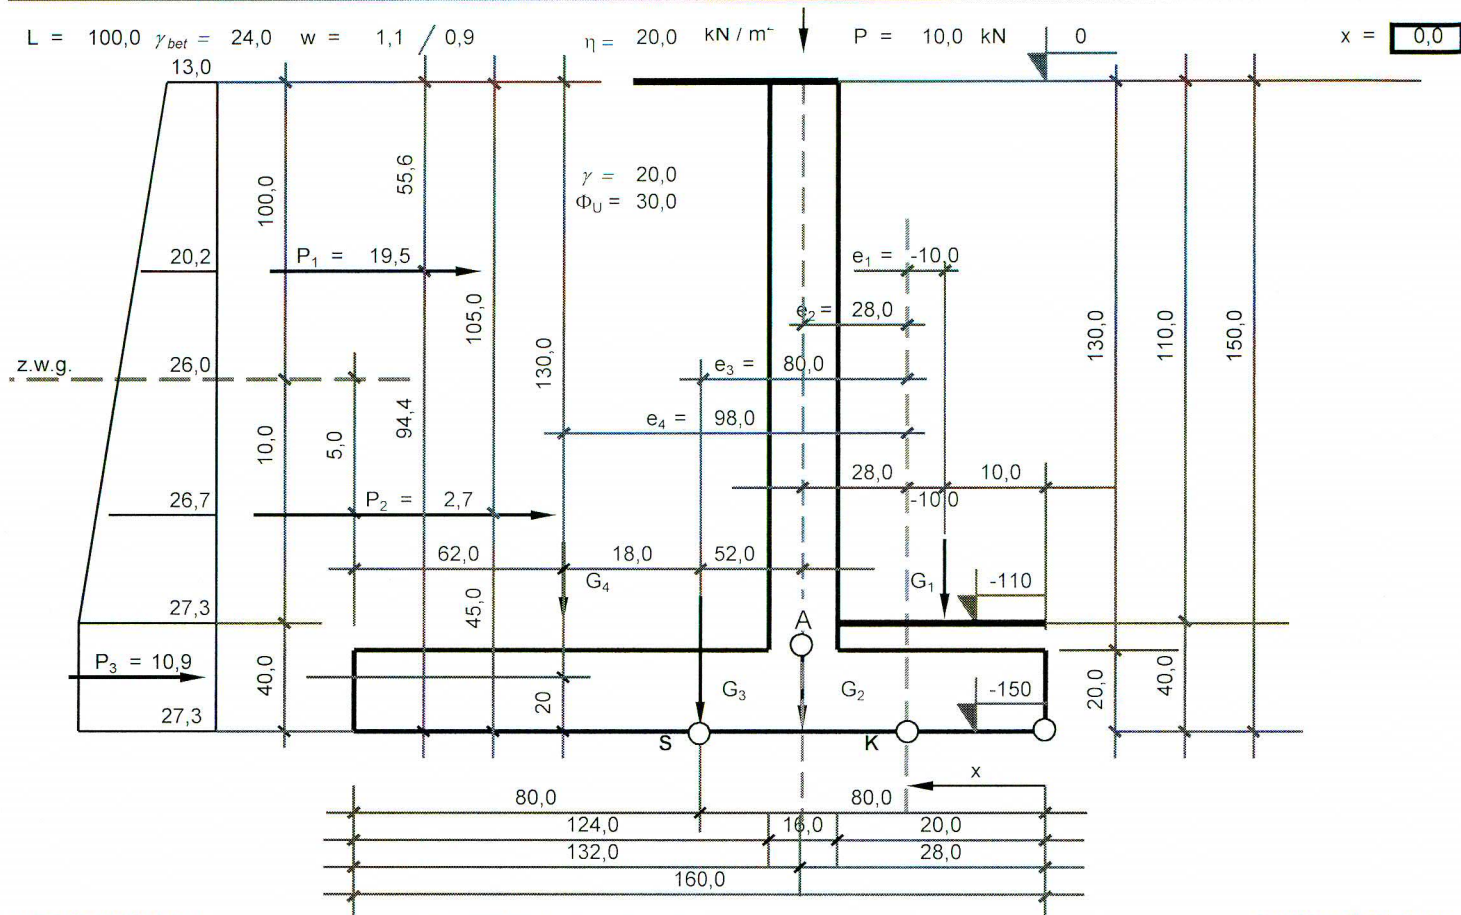 L = 100,0 γbet = 24,0 w = 1,1 / 0,9 η = 20,0 kN / m² P = 10,0 kN 0 x = 0,0
13,0
100,0
55,6
γ = 20,0
ΦU = 30,0
20,2
P1 = 19,5
e1 = -10,0
105,0
e2 = 28,0
130,0
110,0
150,0
z.w.g.
26,0
130,0
e3 = 80,0
10,0
5,0
94,4
e4 = 98,0
28,0
10,0
-10,0
26,7
P2 = 2,7
62,0
18,0
52,0
G4
G1
-110
27,3
45,0
A
P3 = 10,9
40,0
20
G3
G2
-150
20,0
40,0
27,3
S
K
x
80,0
80,0
124,0
16,0
20,0
132,0
28,0
160,0